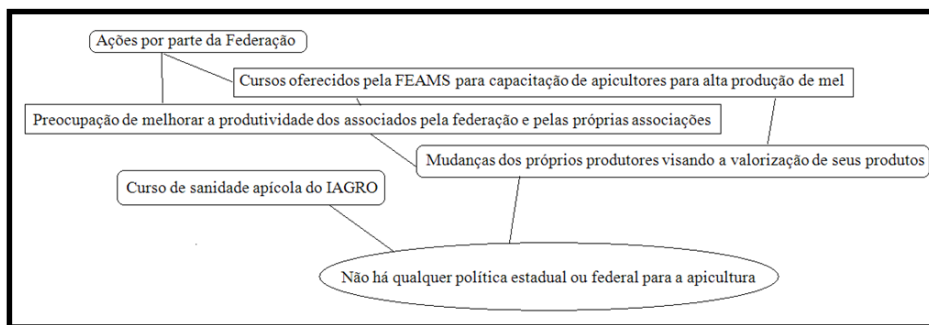 Ações por parte da Federação
Cursos oferecidos pela FEAMS para capacitação de apicultores para alta produção de mel
Preocupação de melhorar a produtividade dos associados pela federação e pelas próprias associações
Mudanças dos próprios produtores visando a valorização de seus produtos
Curso de sanidade apícola do IAGRO
Não há qualquer política estadual ou federal para a apicultura